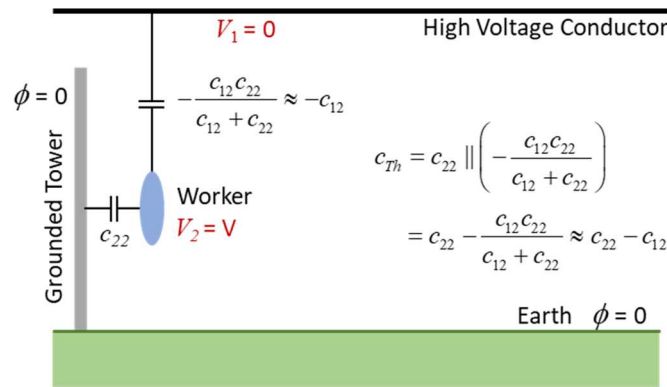 V₁ = 0
High Voltage Conductor
ϕ = 0
− c₁₂c₂₂ / (c₁₂ + c₂₂) ≈ −c₁₂
c_Th = c₂₂ || (− c₁₂c₂₂ / (c₁₂ + c₂₂))
Grounded Tower
Worker
V₂ = V
c₂₂
= c₂₂ − c₁₂c₂₂ / (c₁₂ + c₂₂) ≈ c₂₂ − c₁₂
Earth ϕ = 0